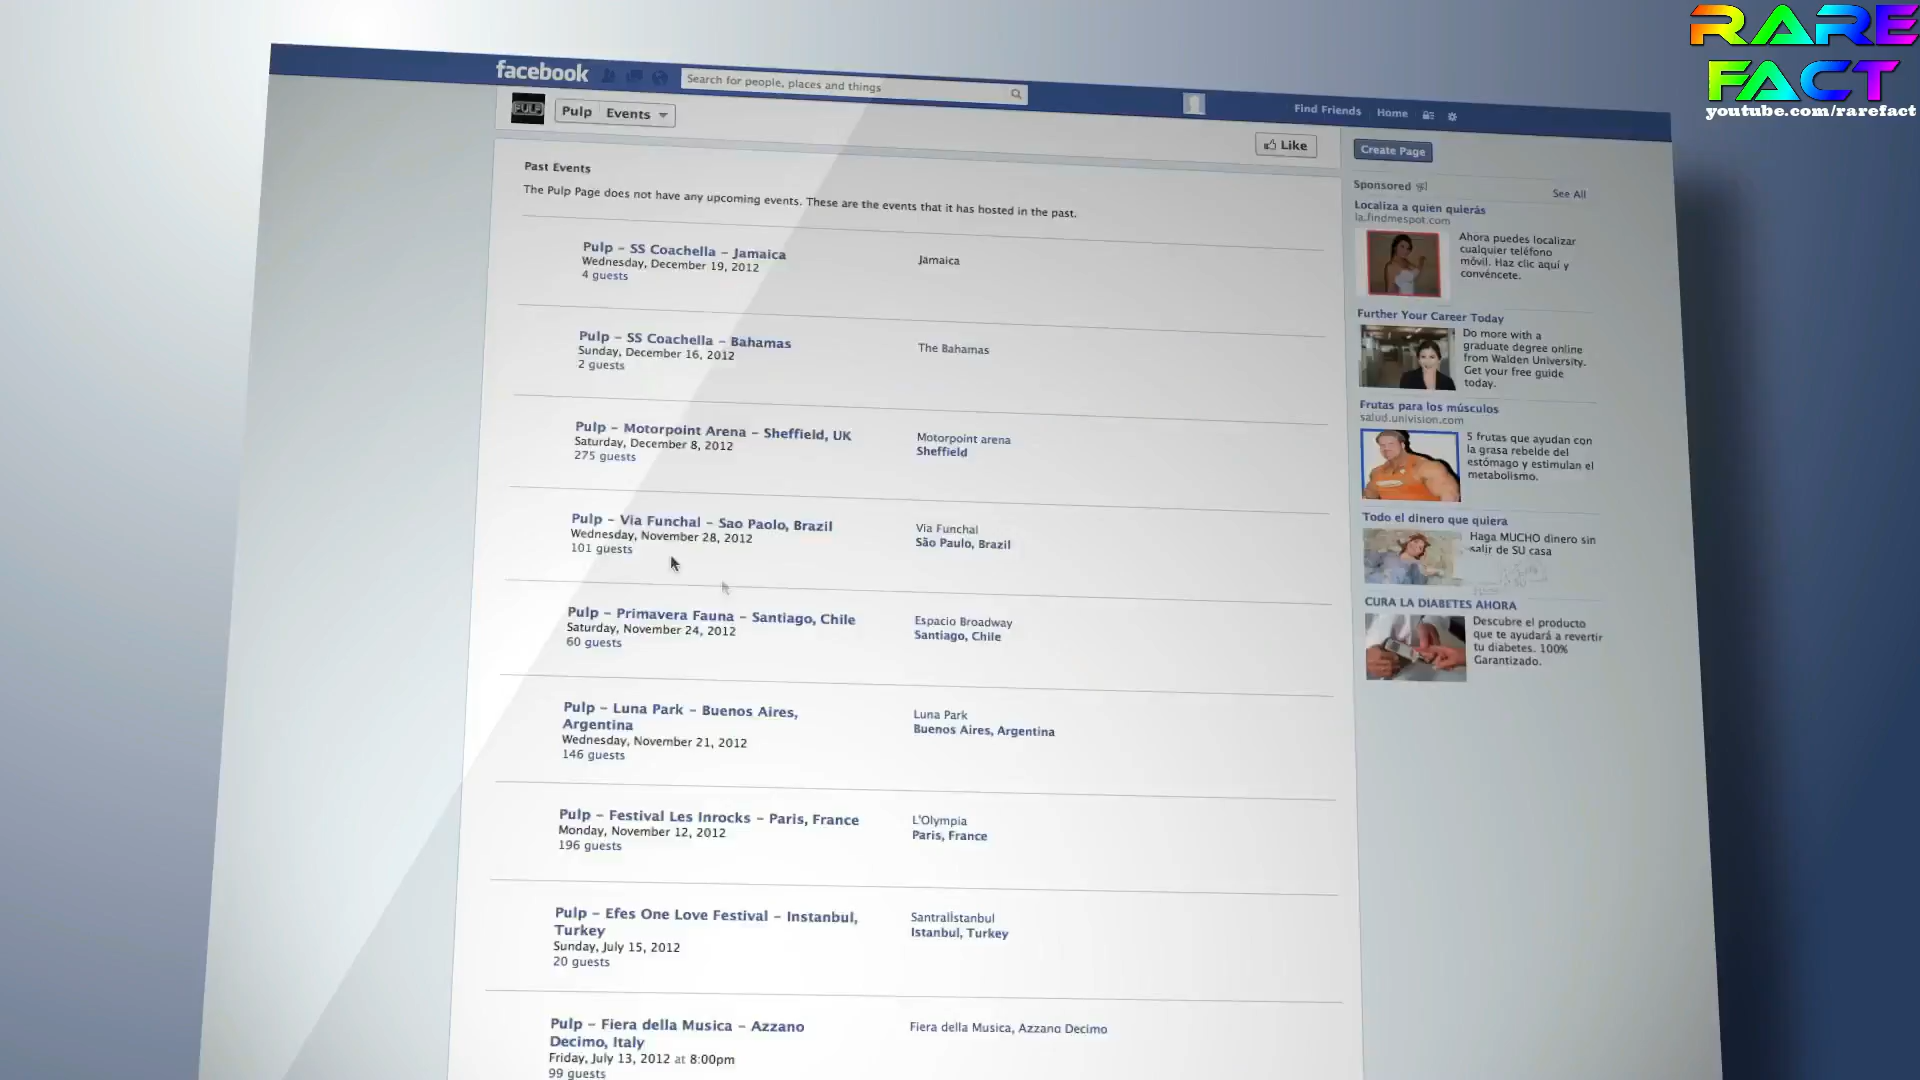 RARE
FACT
youtube.com/rarefact
facebook
Search for people, places and things
Find Friends
Home
PULP
Pulp
Events
Like
Create Page
Past Events
The Pulp Page does not have any upcoming events. These are the events that it has hosted in the past.
Pulp – SS Coachella – Jamaica
Wednesday, December 19, 2012
4 guests
Jamaica
Pulp – SS Coachella – Bahamas
Sunday, December 16, 2012
2 guests
The Bahamas
Pulp – Motorpoint Arena – Sheffield, UK
Saturday, December 8, 2012
275 guests
Motorpoint arena
Sheffield
Pulp – Via Funchal – Sao Paolo, Brazil
Wednesday, November 28, 2012
101 guests
Via Funchal
São Paulo, Brazil
Pulp – Primavera Fauna – Santiago, Chile
Saturday, November 24, 2012
60 guests
Espacio Broadway
Santiago, Chile
Pulp – Luna Park – Buenos Aires,
Argentina
Wednesday, November 21, 2012
146 guests
Luna Park
Buenos Aires, Argentina
Pulp – Festival Les Inrocks – Paris, France
Monday, November 12, 2012
196 guests
L'Olympia
Paris, France
Pulp – Efes One Love Festival – Instanbul,
Turkey
Sunday, July 15, 2012
20 guests
Santralİstanbul
Istanbul, Turkey
Pulp – Fiera della Musica – Azzano
Decimo, Italy
Friday, July 13, 2012 at 8:00pm
99 guests
Fiera della Musica, Azzano Decimo
Sponsored
See All
Localiza a quien quierás
la.findmespot.com
Ahora puedes localizar
cualquier teléfono
móvil. Haz clic aquí y
convéncete.
Further Your Career Today
Do more with a
graduate degree online
from Walden University.
Get your free guide
today.
Frutas para los músculos
salud.univision.com
5 frutas que ayudan con
la grasa rebelde del
estómago y estimulan el
metabolismo.
Todo el dinero que quiera
Haga MUCHO dinero sin
salir de SU casa
CURA LA DIABETES AHORA
Descubre el producto
que te ayudará a revertir
tu diabetes. 100%
Garantizado.